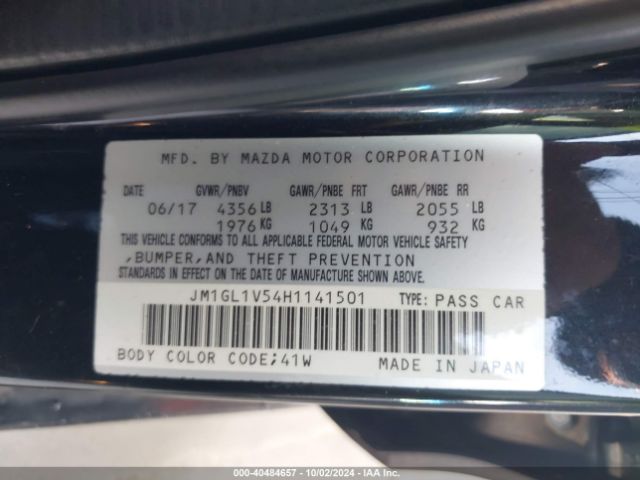 MFD. BY MAZDA MOTOR CORPORATION
DATE GVWR/PNBV GAWR/PNBE FRT GAWR/PNBE RR
06/17 4356 LB 2313 LB 2055 LB
1976 KG 1049 KG 932 KG
THIS VEHICLE CONFORMS TO ALL APPLICABLE FEDERAL MOTOR VEHICLE SAFETY
,BUMPER,AND THEFT PREVENTION
STANDARDS IN EFFECT ON THE DATE OF MANUFACTURE SHOWN ABOVE.
JM1GL1V54H1141501 TYPE: PASS CAR
BODY COLOR CODE;41W MADE IN JAPAN
000-40484657 - 10/02/2024 - IAA Inc.